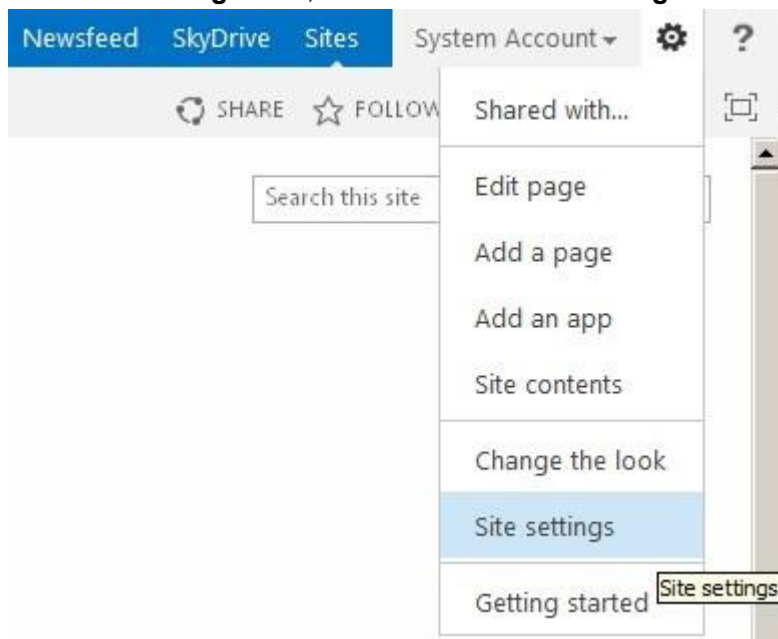 Newsfeed SkyDrive Sites System Account ?
SHARE FOLLOW
Shared with...
Search this site
Edit page
Add a page
Add an app
Site contents
Change the look
Site settings
Site settings
Getting started